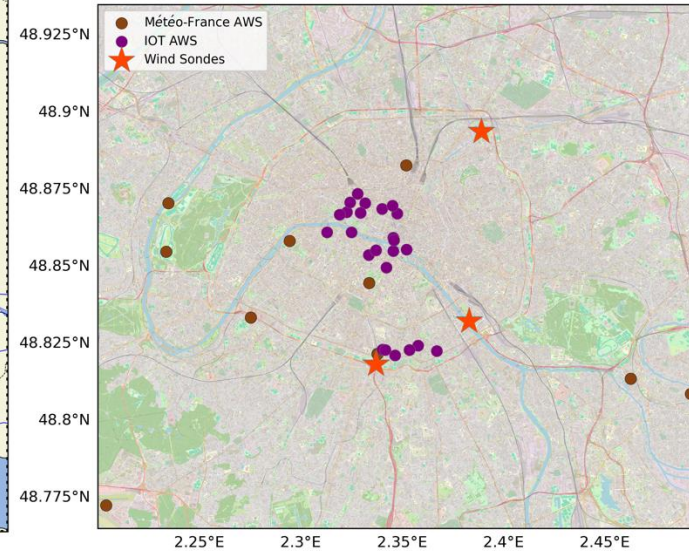 Météo-France AWS
IOT AWS
Wind Sondes
48.925°N
48.9°N
48.875°N
48.85°N
48.825°N
48.8°N
48.775°N
2.25°E
2.3°E
2.35°E
2.4°E
2.45°E